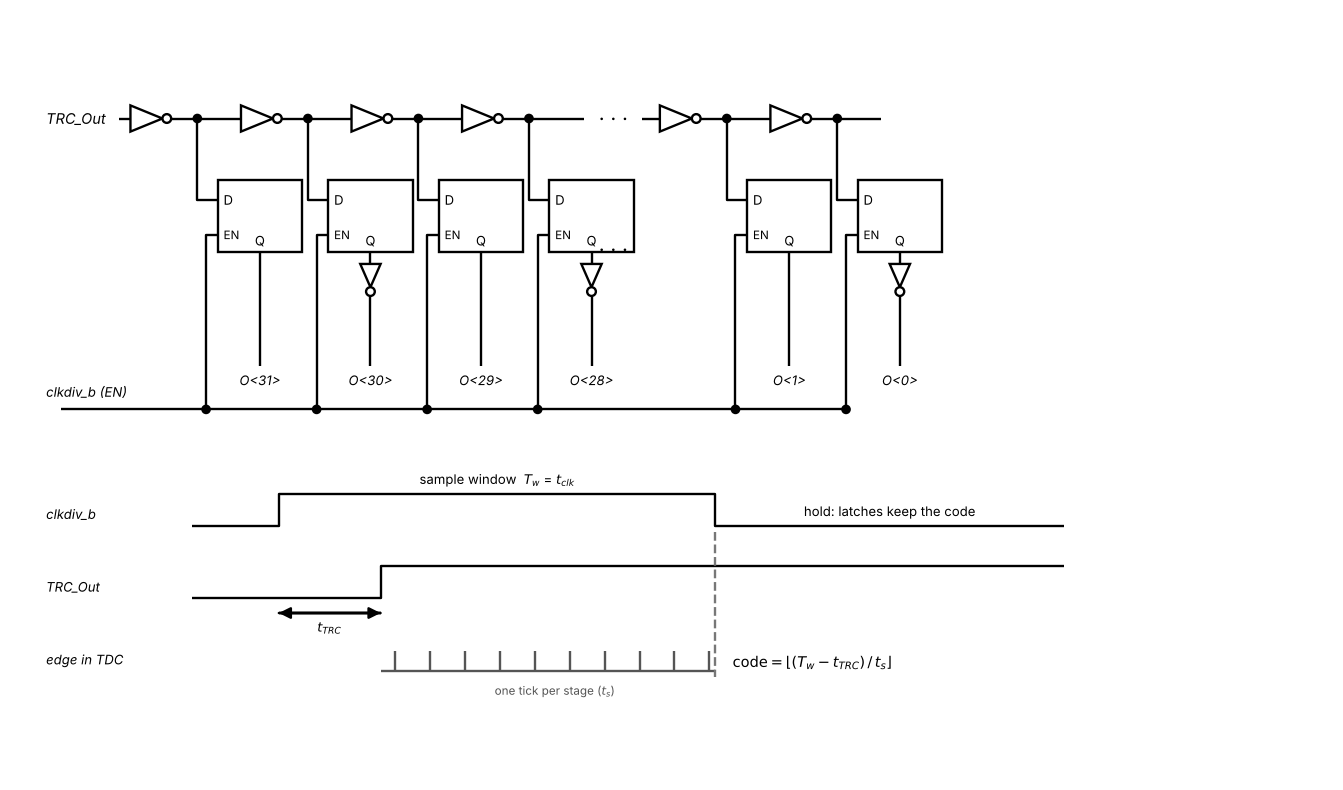 TRC_Out
. . .
D
D
D
D
D
D
EN
EN
EN
EN
EN
EN
Q
Q
Q
Q
Q
Q
. . .
O<31>
O<30>
O<29>
O<28>
O<1>
O<0>
clkdiv_b (EN)
sample window T_w = t_clk
clkdiv_b
hold: latches keep the code
TRC_Out
t_TRC
edge in TDC
code = ⌊(T_w − t_TRC) / t_s⌋
one tick per stage (t_s)